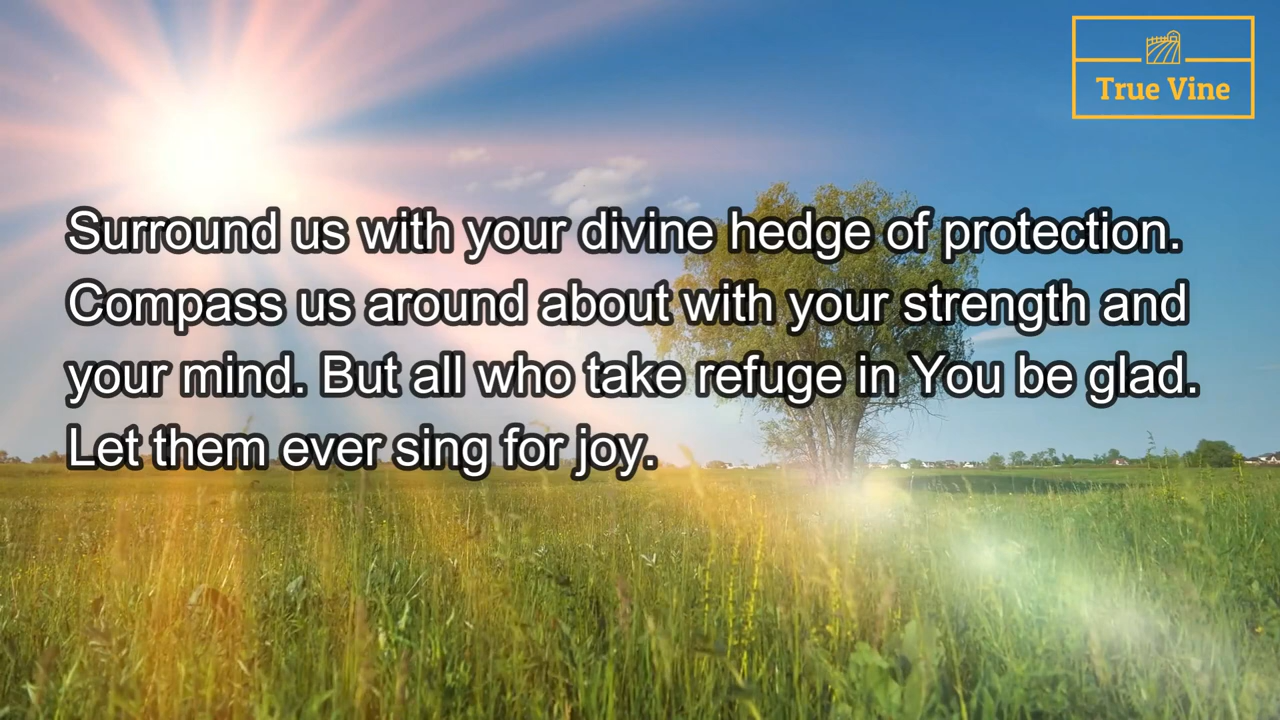 True Vine
Surround us with your divine hedge of protection.
Compass us around about with your strength and
your mind. But all who take refuge in You be glad.
Let them ever sing for joy.